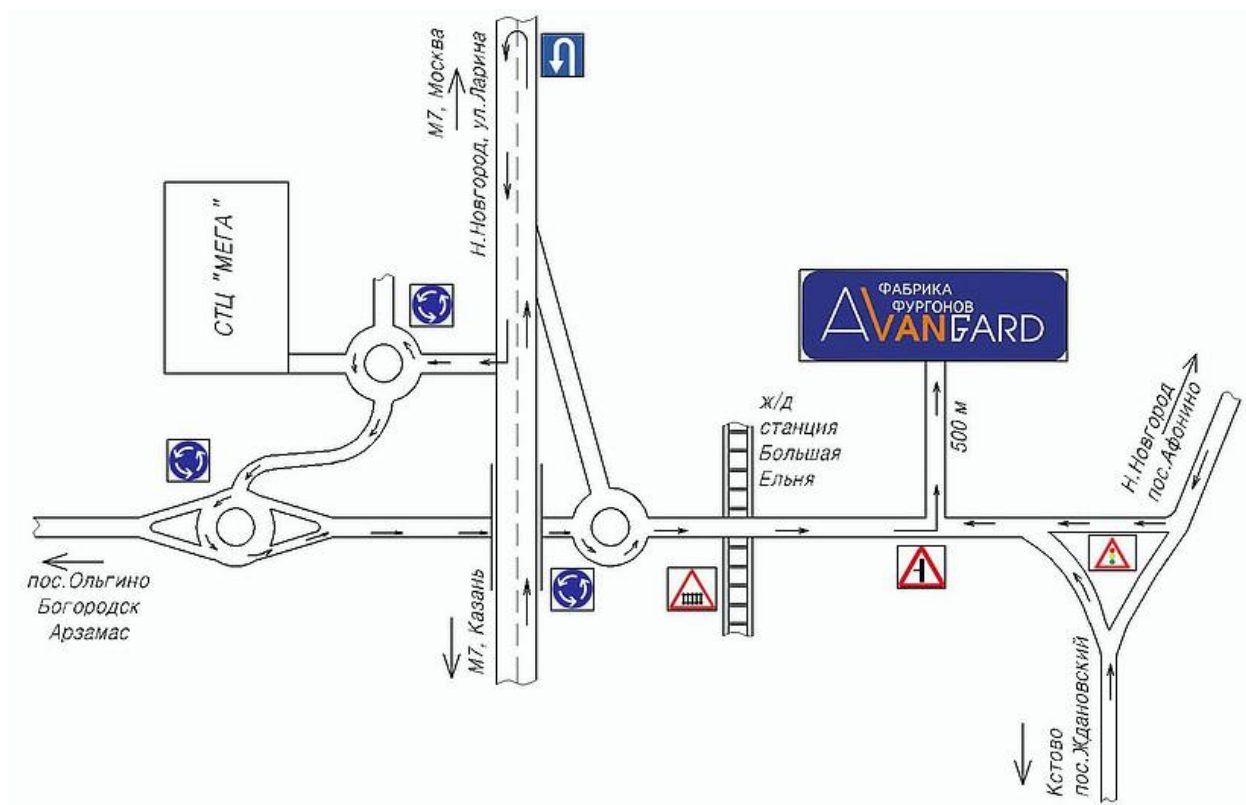 М7, Москва
Н.Новгород, ул.Ларина
СТЦ "МЕГА"
ФАБРИКА
ФУРГОНОВ
AVANGARD
ж/д
станция
Большая
Ельня
500 м
Н.Новгород
пос.Афонино
пос.Ольгино
Богородск
Арзамас
М7, Казань
Кстово
пос.Ждановский